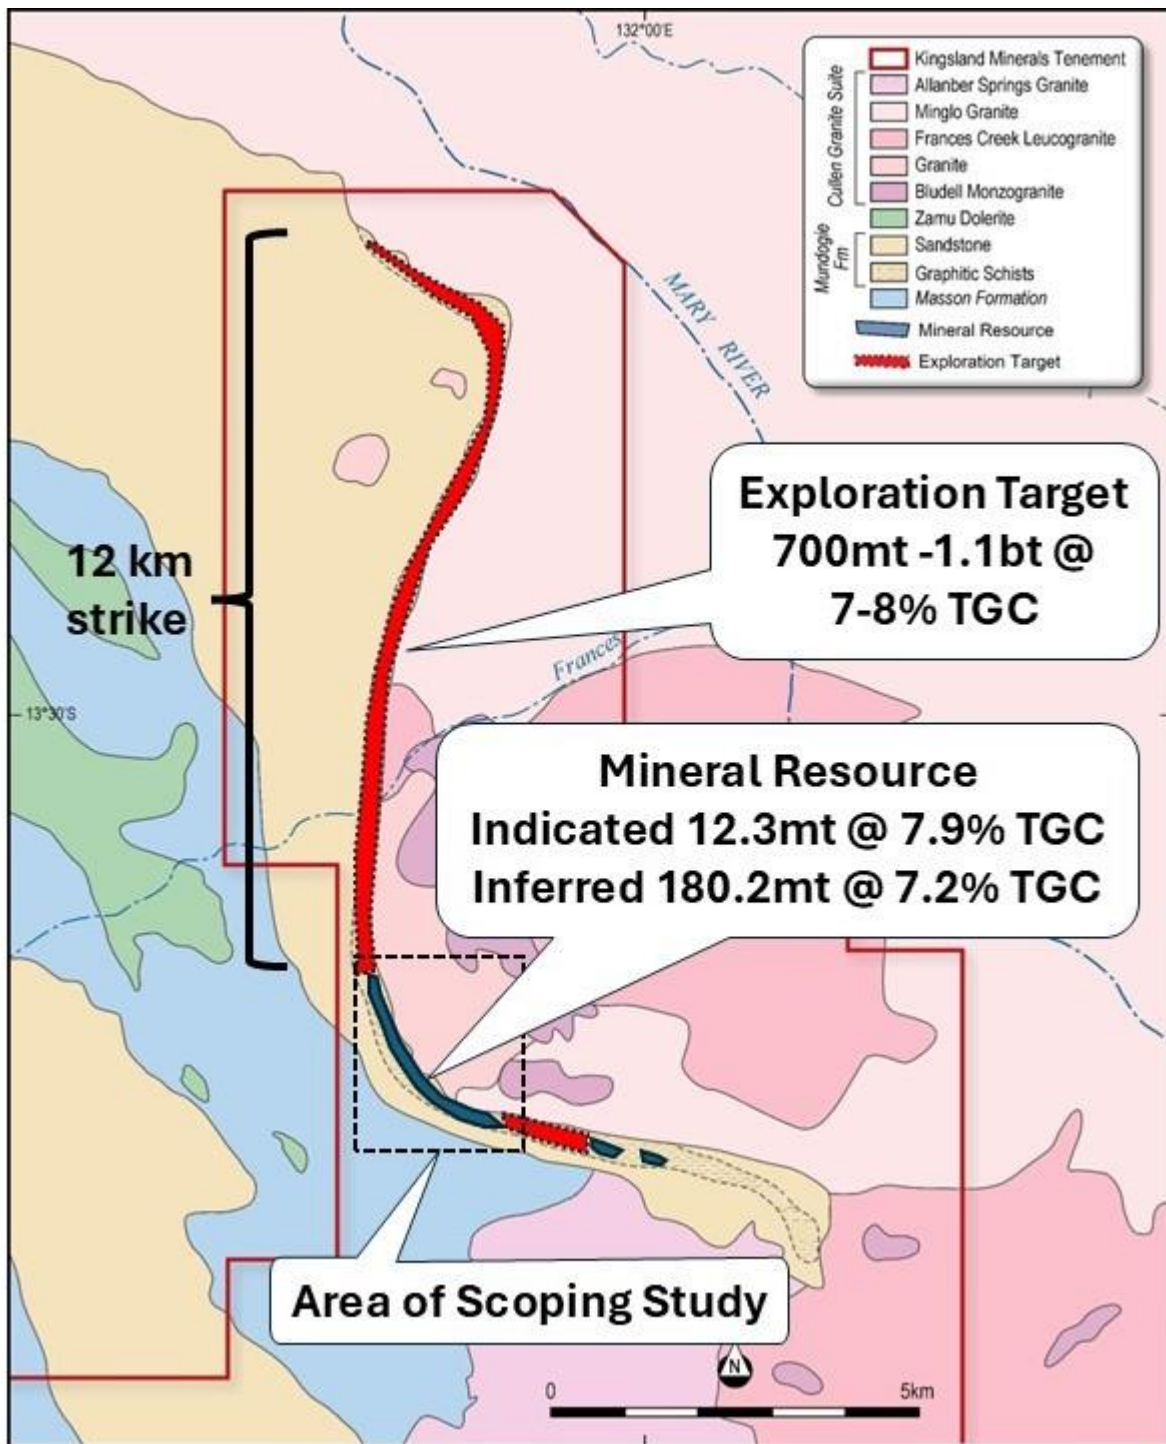 132°00'E
Kingsland Minerals Tenement
Cullen Granite Suite
Allanber Springs Granite
Minglo Granite
Frances Creek Leucogranite
Granite
Bludell Monzogranite
Zamu Dolerite
Mundogie
Fm
Sandstone
Graphitic Schists
Masson Formation
Mineral Resource
Exploration Target
MARY RIVER
Exploration Target
700mt -1.1bt @
7-8% TGC
12 km
strike
Frances
13°30'S
Mineral Resource
Indicated 12.3mt @ 7.9% TGC
Inferred 180.2mt @ 7.2% TGC
Area of Scoping Study
N
0 5km